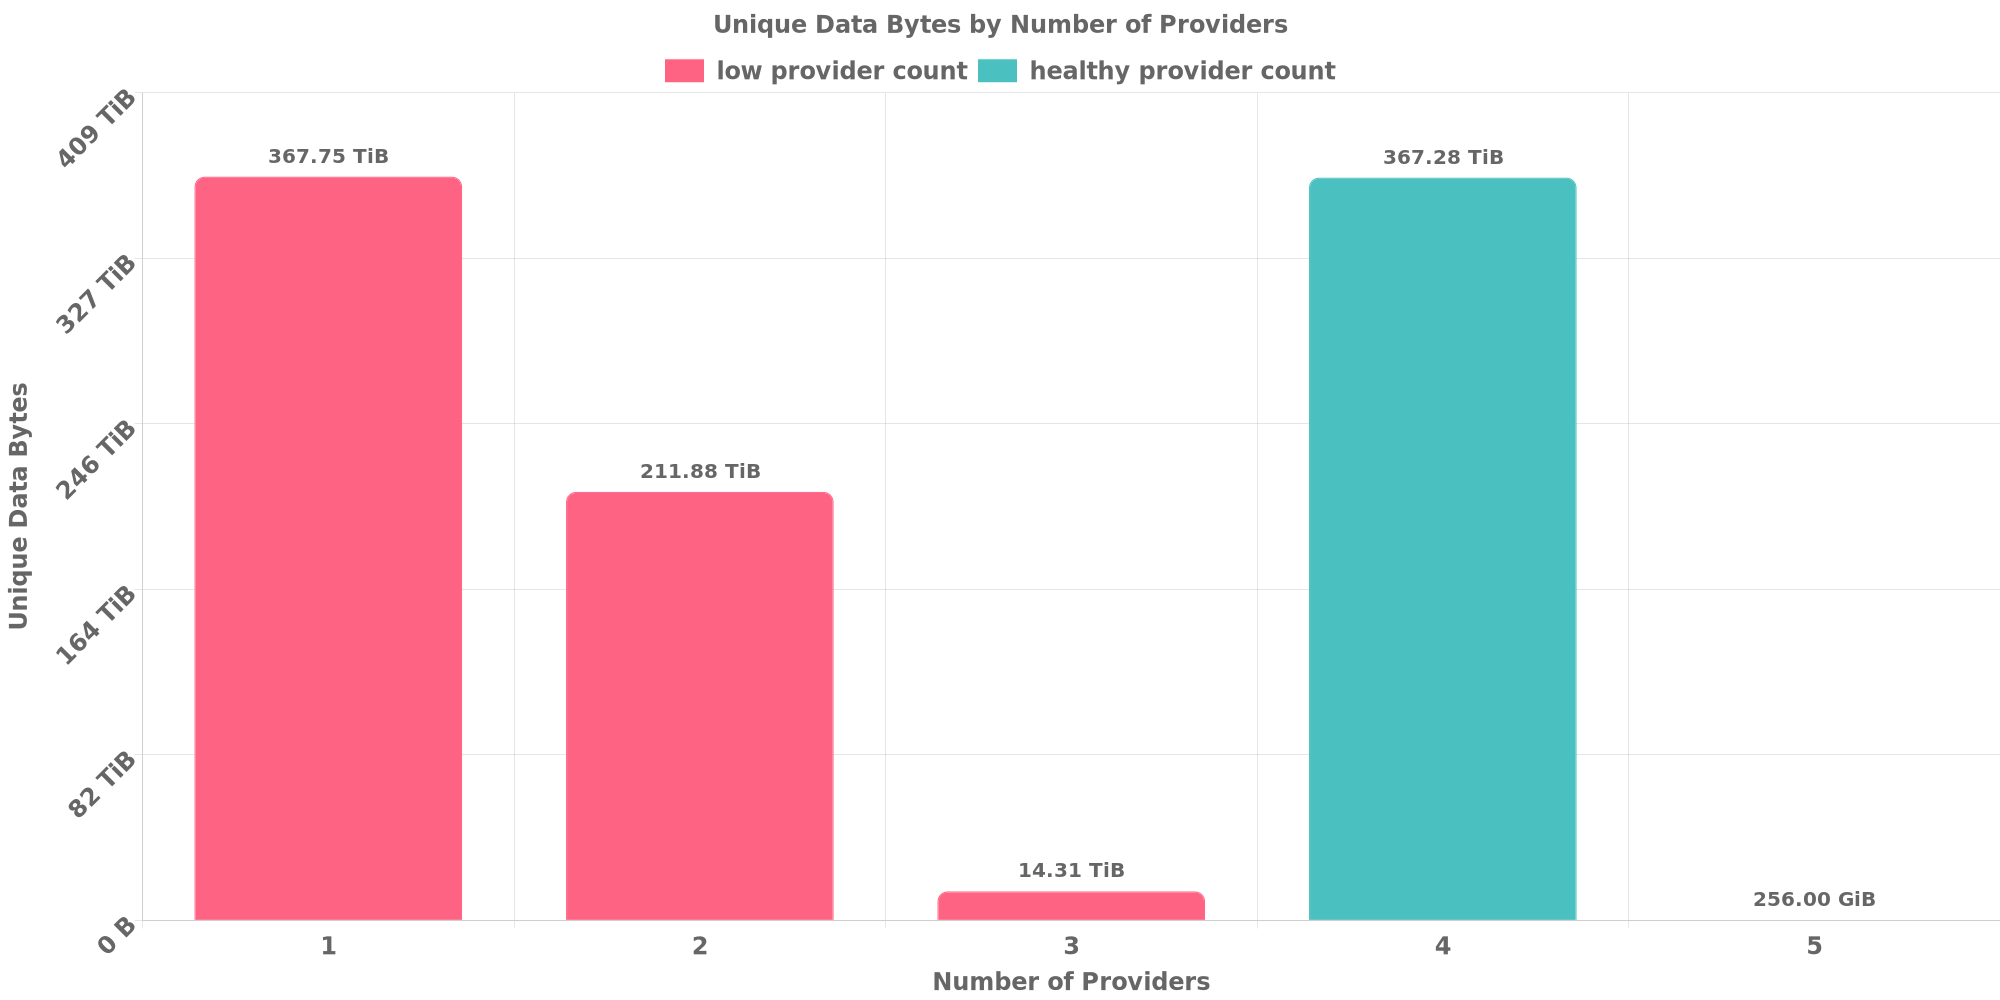 Unique Data Bytes by Number of Providers
low provider count
healthy provider count
409 TiB
327 TiB
246 TiB
164 TiB
82 TiB
0 B
Unique Data Bytes
367.75 TiB
211.88 TiB
14.31 TiB
367.28 TiB
256.00 GiB
1
2
3
4
5
Number of Providers